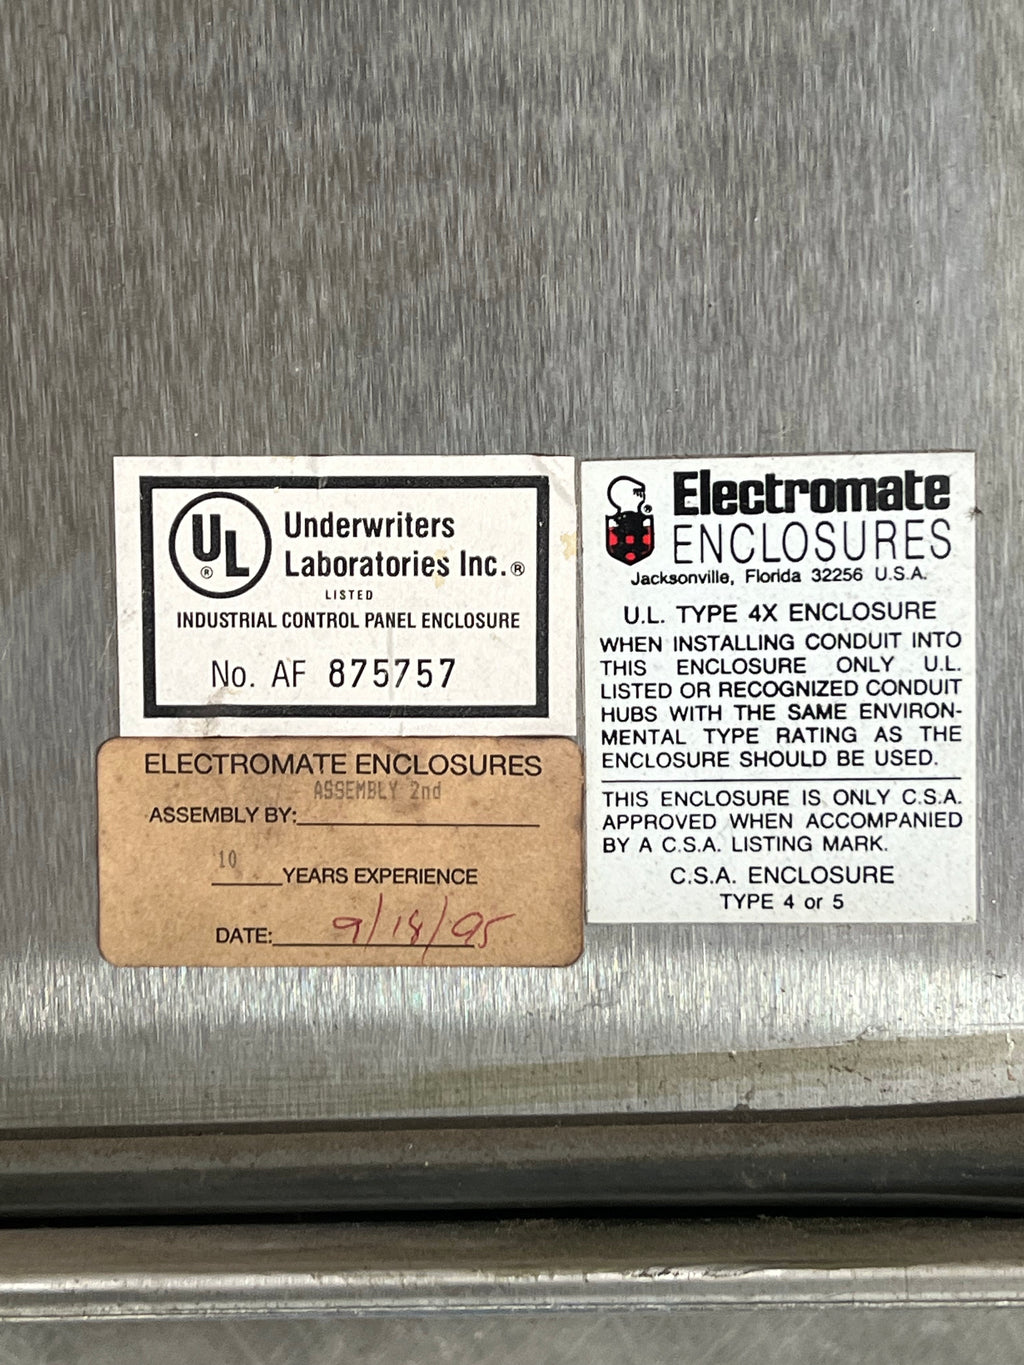 UL®
Underwriters
Laboratories Inc.®
LISTED
INDUSTRIAL CONTROL PANEL ENCLOSURE
No. AF 875757
ELECTROMATE ENCLOSURES
ASSEMBLY 2nd
ASSEMBLY BY:
10 YEARS EXPERIENCE
DATE: 9/18/95
®
Electromate
ENCLOSURES
Jacksonville, Florida 32256 U.S.A.
U.L. TYPE 4X ENCLOSURE
WHEN INSTALLING CONDUIT INTO
THIS ENCLOSURE ONLY U.L.
LISTED OR RECOGNIZED CONDUIT
HUBS WITH THE SAME ENVIRON-
MENTAL TYPE RATING AS THE
ENCLOSURE SHOULD BE USED.
THIS ENCLOSURE IS ONLY C.S.A.
APPROVED WHEN ACCOMPANIED
BY A C.S.A. LISTING MARK.
C.S.A. ENCLOSURE
TYPE 4 or 5